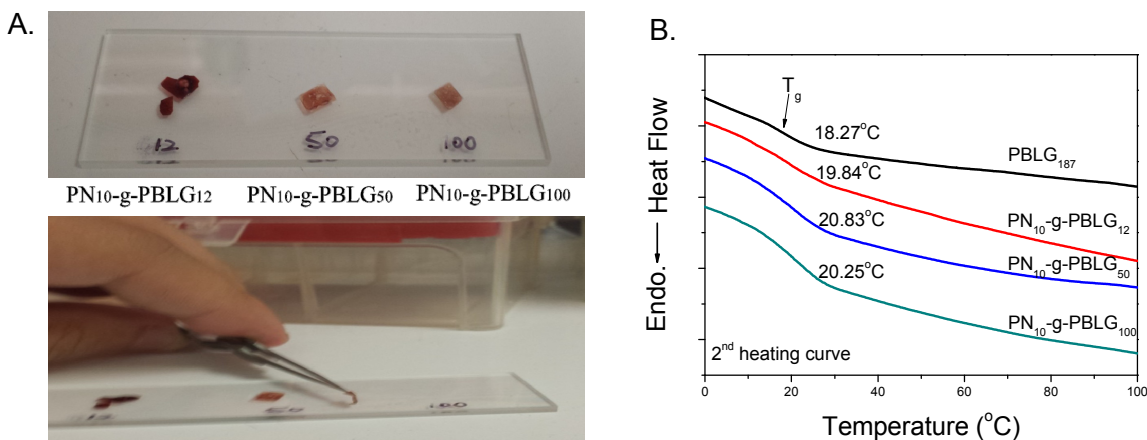 A.
12 50 100
PN10-g-PBLG12 PN10-g-PBLG50 PN10-g-PBLG100
12 50 100
B.
Tg
18.27°C
PBLG187
19.84°C
PN10-g-PBLG12
20.83°C
PN10-g-PBLG50
20.25°C
PN10-g-PBLG100
2nd heating curve
Endo. ← Heat Flow
0 20 40 60 80 100
Temperature (°C)